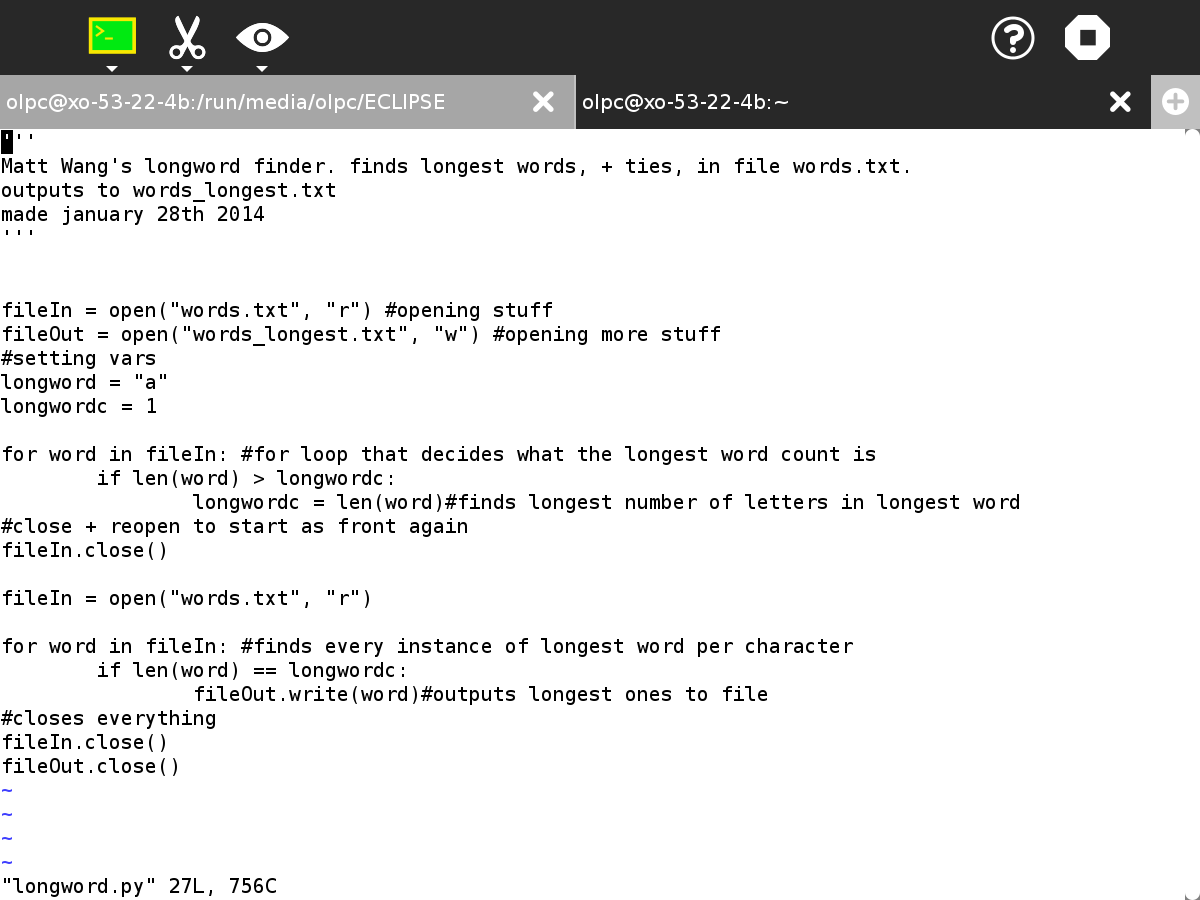 >_
?
olpc@xo-53-22-4b:/run/media/olpc/ECLIPSE
olpc@xo-53-22-4b:~
'''
Matt Wang's longword finder. finds longest words, + ties, in file words.txt.
outputs to words_longest.txt
made january 28th 2014
'''
fileIn = open("words.txt", "r") #opening stuff
fileOut = open("words_longest.txt", "w") #opening more stuff
#setting vars
longword = "a"
longwordc = 1
for word in fileIn: #for loop that decides what the longest word count is
        if len(word) > longwordc:
                longwordc = len(word)#finds longest number of letters in longest word
#close + reopen to start as front again
fileIn.close()
fileIn = open("words.txt", "r")
for word in fileIn: #finds every instance of longest word per character
        if len(word) == longwordc:
                fileOut.write(word)#outputs longest ones to file
#closes everything
fileIn.close()
fileOut.close()
~
~
~
~
"longword.py" 27L, 756C